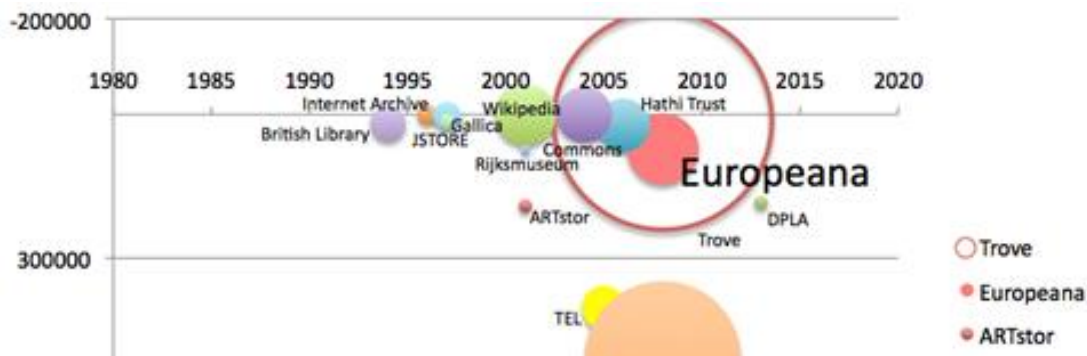 -200000
1980 1985 1990 1995 2000 2005 2010 2015 2020
Internet Archive Wikipedia Hathi Trust
British Library Gallica
JSTORE Commons
Rijksmuseum Europeana
ARTstor DPLA
Trove
300000
Trove
Europeana
TEL
ARTstor